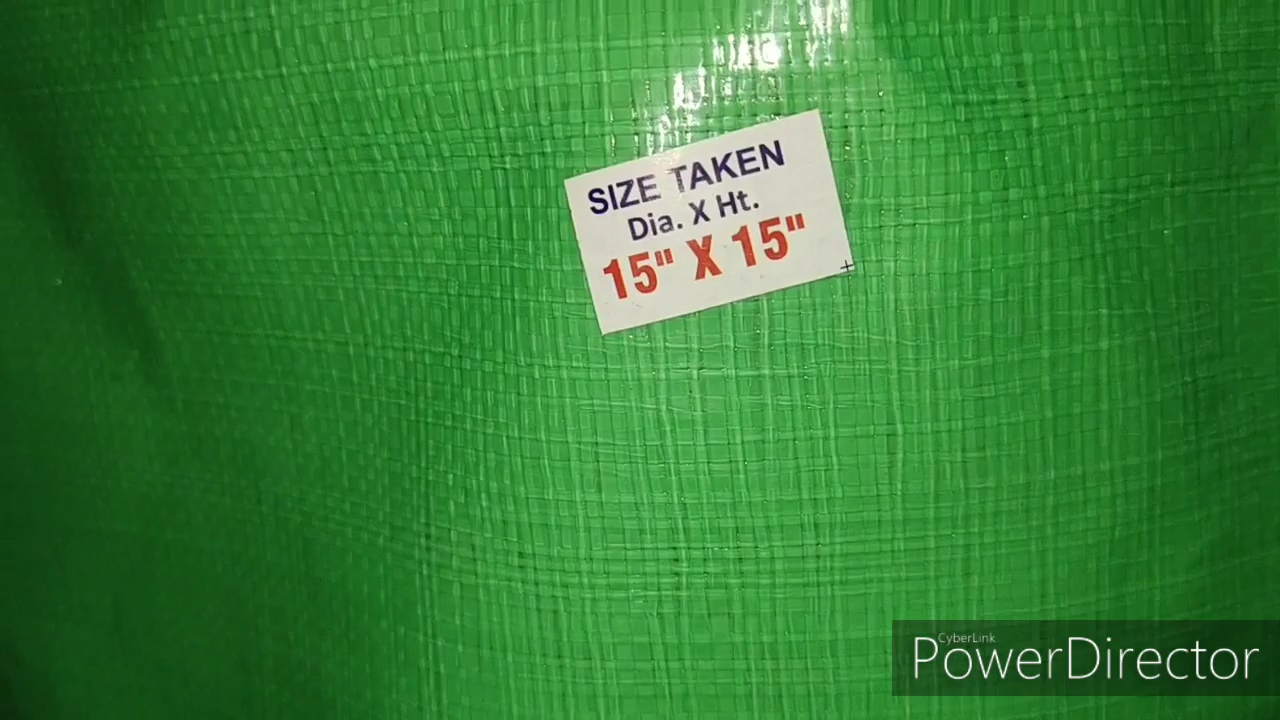 SIZE TAKEN
Dia. X Ht.
15" X 15"
CyberLink
PowerDirector